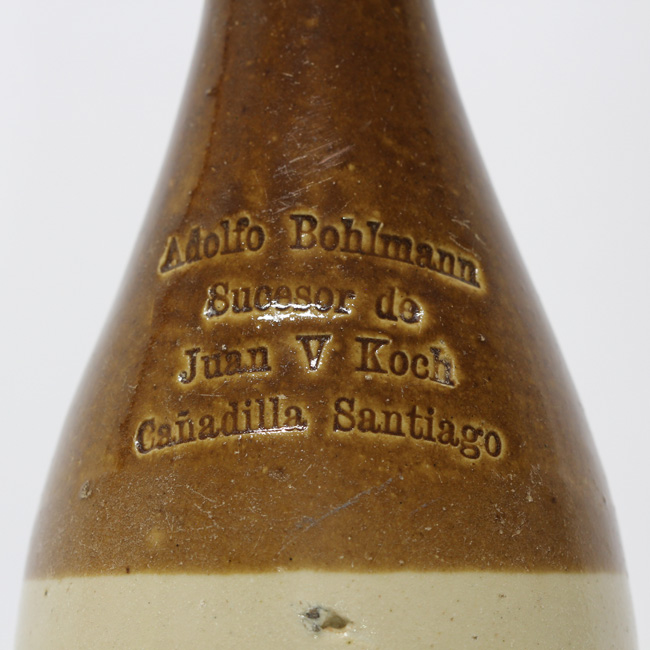 Adolfo Bohlmann
Sucesor de
Juan V Koch
Cañadilla Santiago